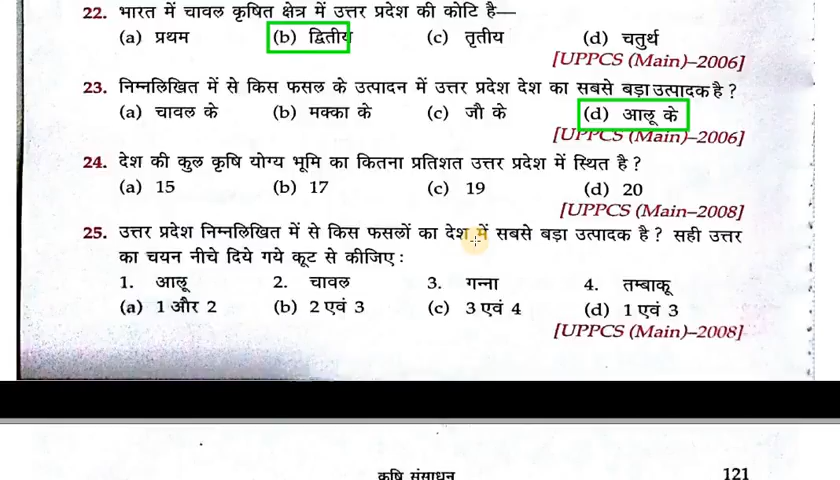 22. भारत में चावल कृषित क्षेत्र में उत्तर प्रदेश की कोटि है—
(a) प्रथम (b) द्वितीय (c) तृतीय (d) चतुर्थ
[UPPCS (Main)–2006]
23. निम्नलिखित में से किस फसल के उत्पादन में उत्तर प्रदेश देश का सबसे बड़ा उत्पादक है ?
(a) चावल के (b) मक्का के (c) जौ के (d) आलू के
[UPPCS (Main)–2006]
24. देश की कुल कृषि योग्य भूमि का कितना प्रतिशत उत्तर प्रदेश में स्थित है ?
(a) 15 (b) 17 (c) 19 (d) 20
[UPPCS (Main–2008]
25. उत्तर प्रदेश निम्नलिखित में से किस फसलों का देश में सबसे बड़ा उत्पादक है ? सही उत्तर
का चयन नीचे दिये गये कूट से कीजिए :
1. आलू 2. चावल 3. गन्ना 4. तम्बाकू
(a) 1 और 2 (b) 2 एवं 3 (c) 3 एवं 4 (d) 1 एवं 3
[UPPCS (Main)–2008]
कृषि संसाधन 121